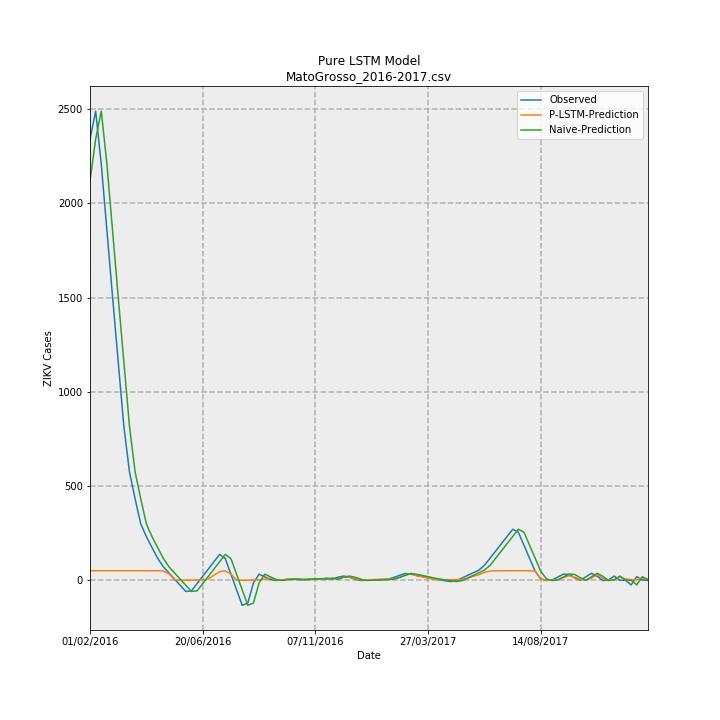 Pure LSTM Model
MatoGrosso_2016-2017.csv
Observed
P-LSTM-Prediction
Naive-Prediction
2500
2000
1500
1000
500
0
ZIKV Cases
01/02/2016
20/06/2016
07/11/2016
27/03/2017
14/08/2017
Date